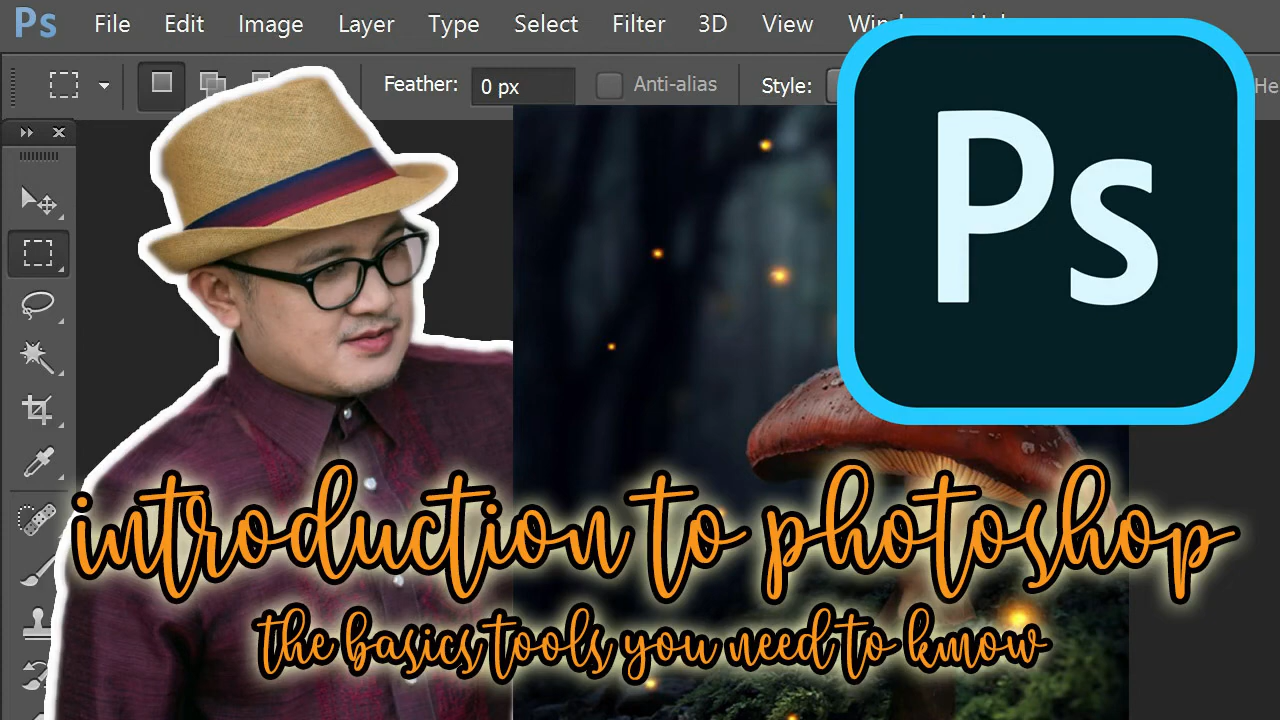 Ps File Edit Image Layer Type Select Filter 3D View
Feather: 0 px Anti-alias Style:
Ps
introduction to photoshop
the basics tools you need to kmow